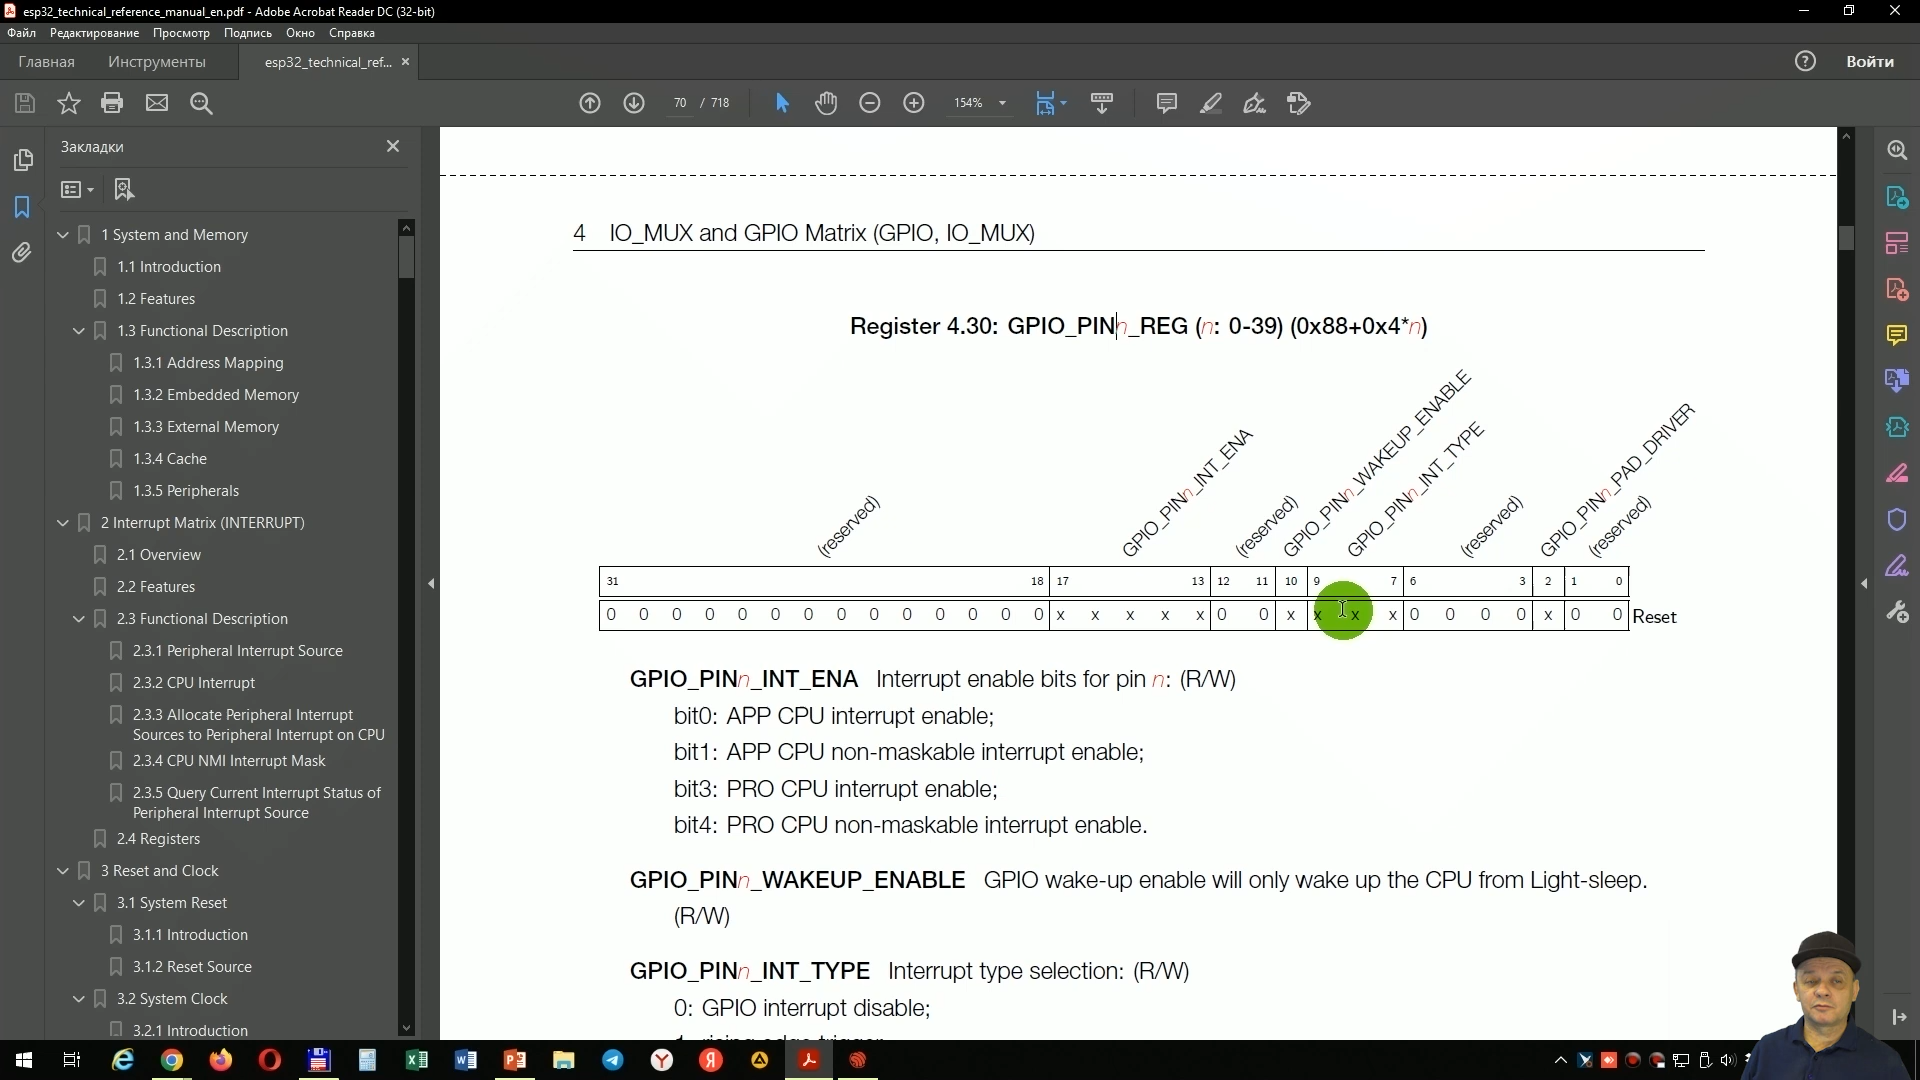 esp32_technical_reference_manual_en.pdf - Adobe Acrobat Reader DC (32-bit)
Файл Редактирование Просмотр Подпись Окно Справка
Главная Инструменты esp32_technical_ref... × Войти
70 / 718 154%
Закладки
1 System and Memory
1.1 Introduction
1.2 Features
1.3 Functional Description
1.3.1 Address Mapping
1.3.2 Embedded Memory
1.3.3 External Memory
1.3.4 Cache
1.3.5 Peripherals
2 Interrupt Matrix (INTERRUPT)
2.1 Overview
2.2 Features
2.3 Functional Description
2.3.1 Peripheral Interrupt Source
2.3.2 CPU Interrupt
2.3.3 Allocate Peripheral Interrupt
Sources to Peripheral Interrupt on CPU
2.3.4 CPU NMI Interrupt Mask
2.3.5 Query Current Interrupt Status of
Peripheral Interrupt Source
2.4 Registers
3 Reset and Clock
3.1 System Reset
3.1.1 Introduction
3.1.2 Reset Source
3.2 System Clock
3.2.1 Introduction
4 IO_MUX and GPIO Matrix (GPIO, IO_MUX)
Register 4.30: GPIO_PINn_REG (n: 0-39) (0x88+0x4*n)
(reserved)
GPIO_PINn_INT_ENA
(reserved)
GPIO_PINn_WAKEUP_ENABLE
GPIO_PINn_INT_TYPE
(reserved)
GPIO_PINn_PAD_DRIVER
(reserved)
31 18 17 13 12 11 10 9 7 6 3 2 1 0
0 0 0 0 0 0 0 0 0 0 0 0 0 0 x x x x x 0 0 x x x x 0 0 0 0 x 0 0 Reset
GPIO_PINn_INT_ENA Interrupt enable bits for pin n: (R/W)
bit0: APP CPU interrupt enable;
bit1: APP CPU non-maskable interrupt enable;
bit3: PRO CPU interrupt enable;
bit4: PRO CPU non-maskable interrupt enable.
GPIO_PINn_WAKEUP_ENABLE GPIO wake-up enable will only wake up the CPU from Light-sleep.
(R/W)
GPIO_PINn_INT_TYPE Interrupt type selection: (R/W)
0: GPIO interrupt disable;
1: rising edge trigger